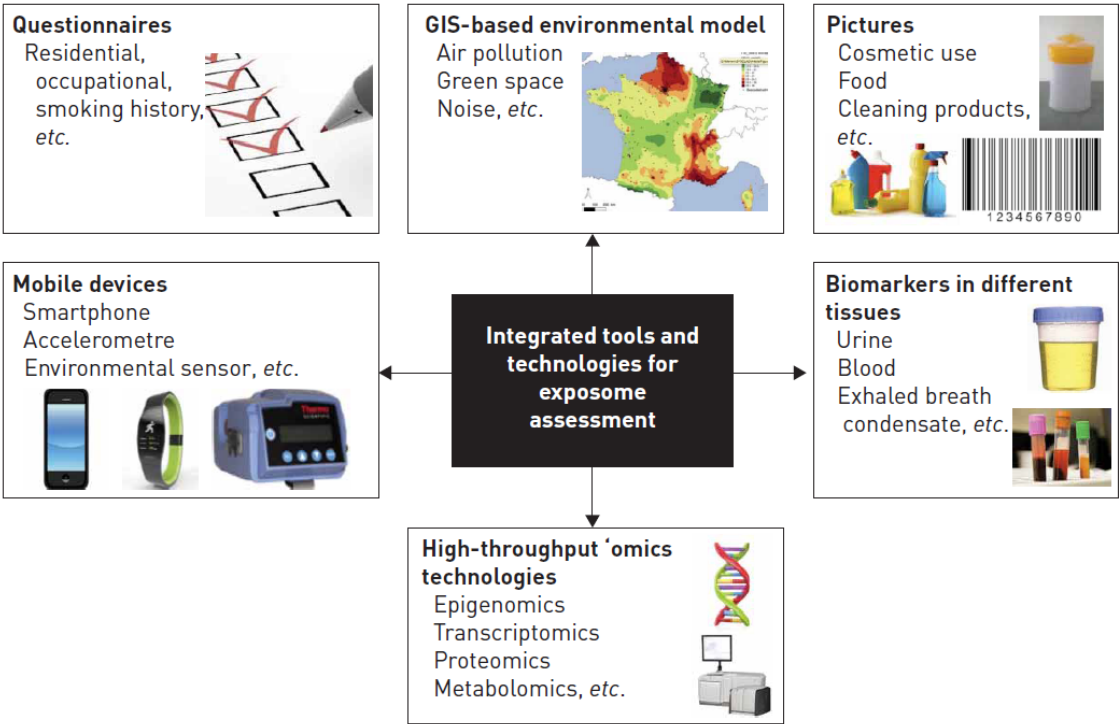 Questionnaires
Residential,
occupational,
smoking history,
etc.
GIS-based environmental model
Air pollution
Green space
Noise, etc.
Pictures
Cosmetic use
Food
Cleaning products,
etc.
1234567890
Mobile devices
Smartphone
Accelerometre
Environmental sensor, etc.
Thermo
SCIENTIFIC
Integrated tools and
technologies for
exposome
assessment
Biomarkers in different
tissues
Urine
Blood
Exhaled breath
condensate, etc.
High-throughput ‘omics
technologies
Epigenomics
Transcriptomics
Proteomics
Metabolomics, etc.